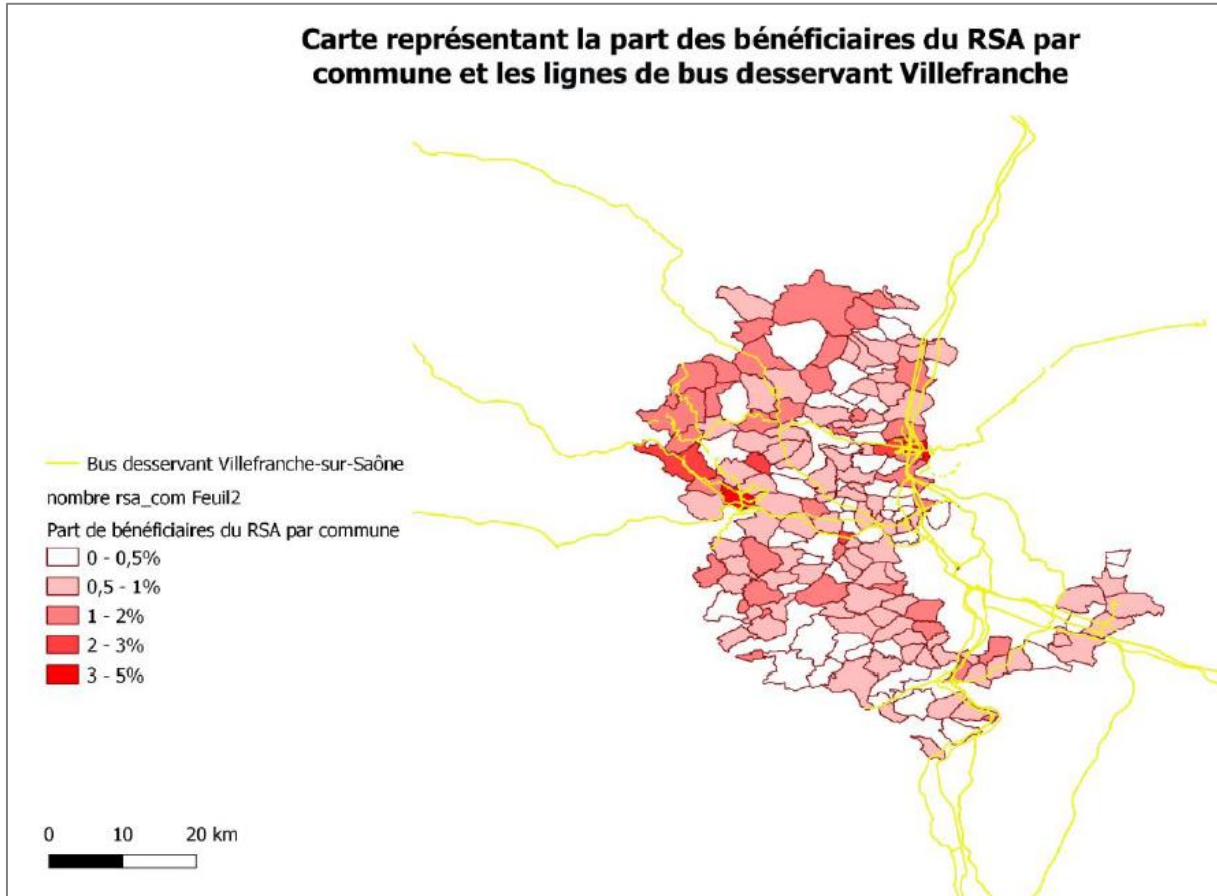 Carte représentant la part des bénéficiaires du RSA par
commune et les lignes de bus desservant Villefranche
Bus desservant Villefranche-sur-Saône
nombre rsa_com Feuil2
Part de bénéficiaires du RSA par commune
0 - 0,5%
0,5 - 1%
1 - 2%
2 - 3%
3 - 5%
0 10 20 km